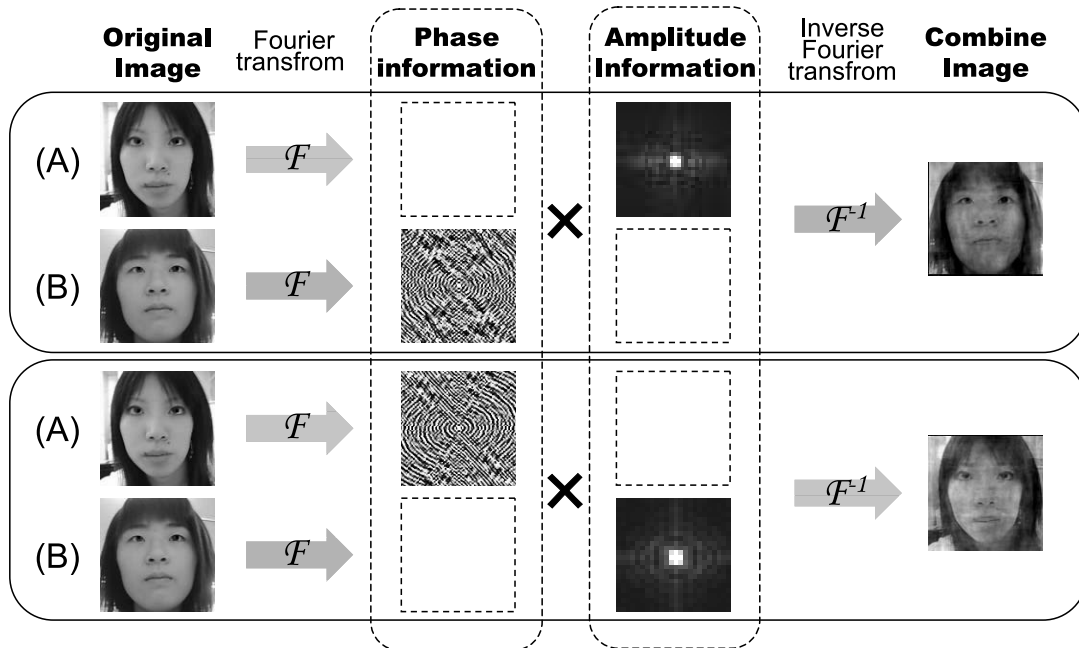 Original
Image
Fourier
transfrom
Phase
information
Amplitude
Information
Inverse
Fourier
transfrom
Combine
Image
(A)
ℱ
(B)
ℱ
×
ℱ-1
(A)
ℱ
(B)
ℱ
×
ℱ-1